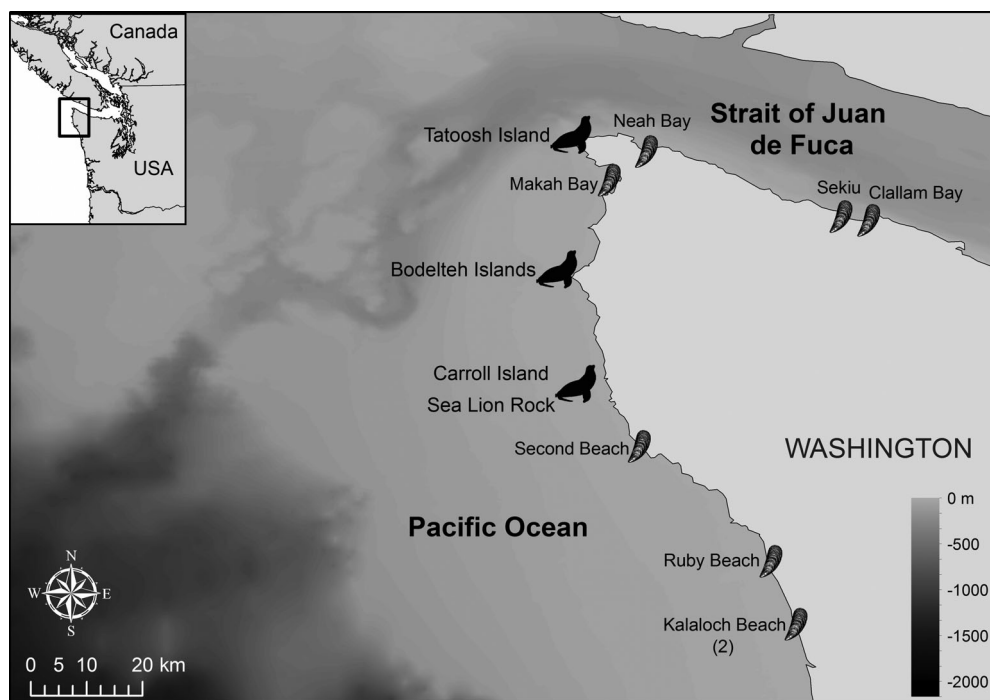 Canada
USA
Strait of Juan
de Fuca
Neah Bay
Tatoosh Island
Makah Bay
Sekiu
Clallam Bay
Bodelteh Islands
Carroll Island
Sea Lion Rock
Second Beach
WASHINGTON
Pacific Ocean
Ruby Beach
Kalaloch Beach
(2)
N
W E
S
0 5 10 20 km
0 m
-500
-1000
-1500
-2000